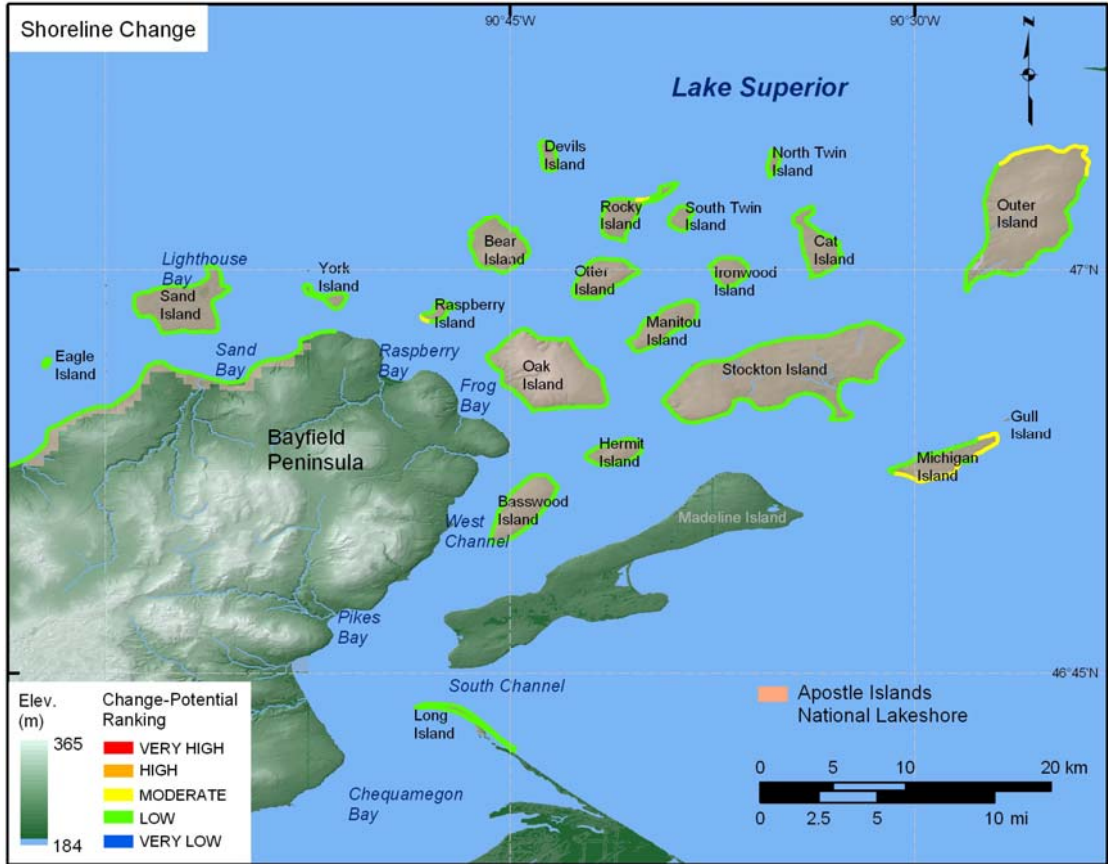 Shoreline Change
90°45'W
90°30'W
N
Lake Superior
Devils
Island
North Twin
Island
Rocky
Island
South Twin
Island
Outer
Island
Bear
Island
Cat
Island
Lighthouse
Bay
York
Island
Otter
Island
Ironwood
Island
47°N
Sand
Island
Raspberry
Island
Manitou
Island
Eagle
Island
Sand
Bay
Raspberry
Bay
Oak
Island
Stockton Island
Frog
Bay
Gull
Island
Bayfield
Peninsula
Hermit
Island
Michigan
Island
Basswood
Island
West
Channel
Madeline Island
Pikes
Bay
46°45'N
South Channel
Long
Island
Chequamegon
Bay
Elev.
(m)
365
184
Change-Potential
Ranking
VERY HIGH
HIGH
MODERATE
LOW
VERY LOW
Apostle Islands
National Lakeshore
0 5 10 20 km
0 2.5 5 10 mi